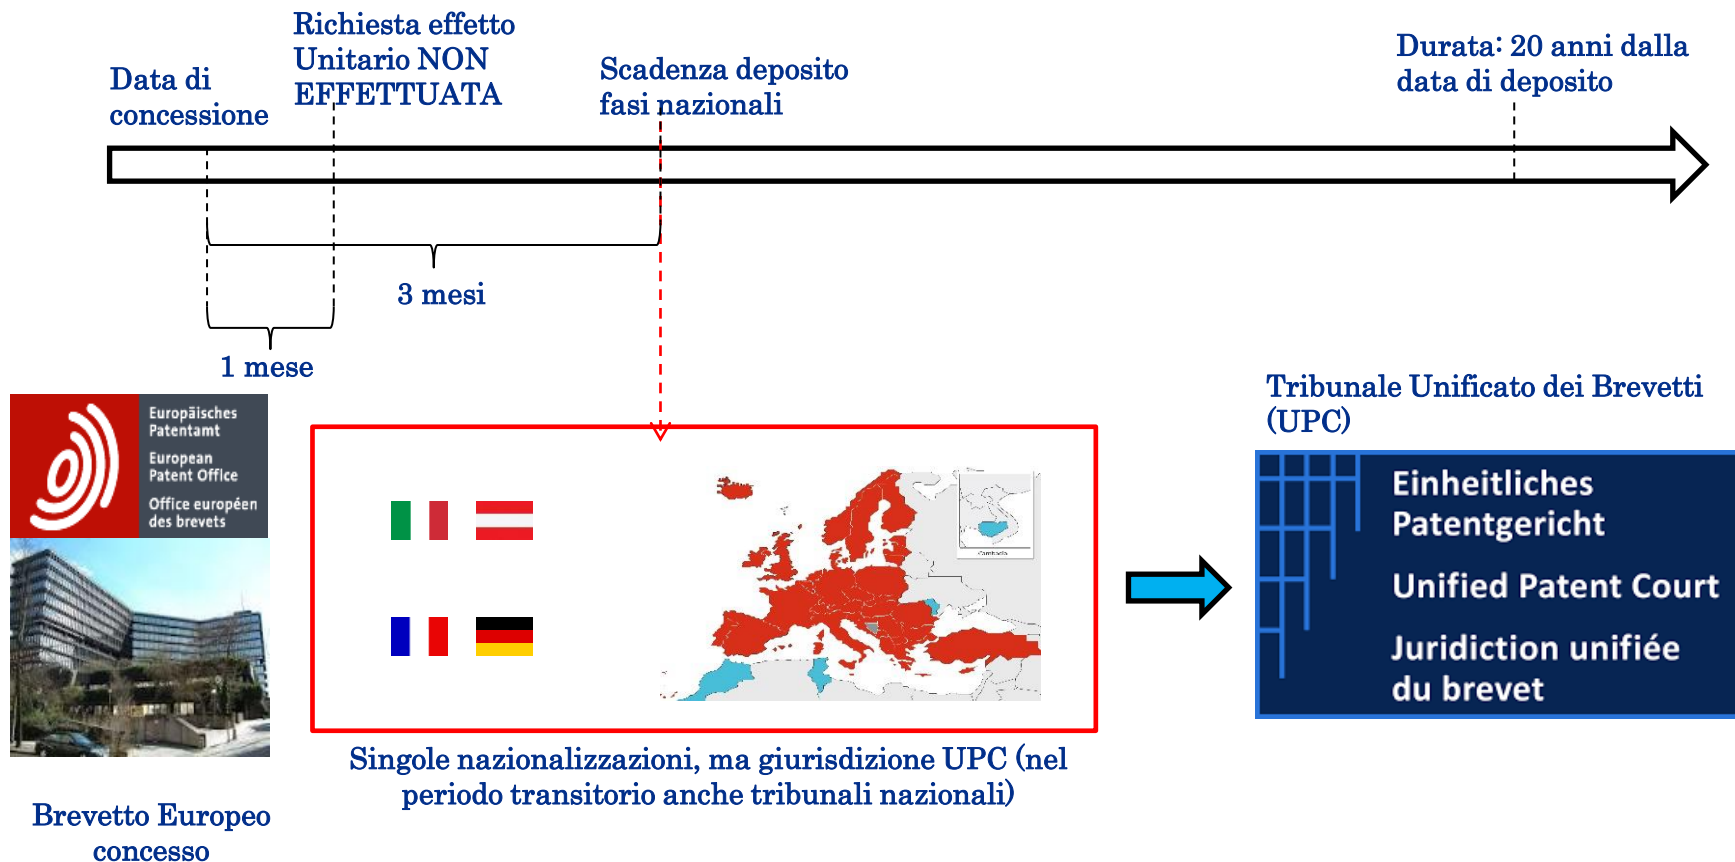 Richiesta effetto
Unitario NON
EFFETTUATA
Data di
concessione
Scadenza deposito
fasi nazionali
Durata: 20 anni dalla
data di deposito
3 mesi
1 mese
Europäisches
Patentamt
European
Patent Office
Office européen
des brevets
Cambodia
Tribunale Unificato dei Brevetti
(UPC)
Einheitliches
Patentgericht
Unified Patent Court
Juridiction unifiée
du brevet
Singole nazionalizzazioni, ma giurisdizione UPC (nel
periodo transitorio anche tribunali nazionali)
Brevetto Europeo
concesso